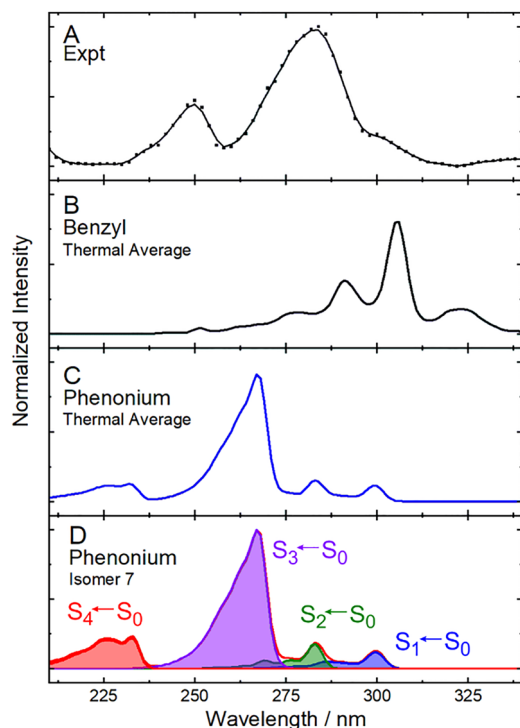 A
Expt
B
Benzyl
Thermal Average
C
Phenonium
Thermal Average
D
Phenonium
Isomer 7
S₄←S₀
S₃←S₀
S₂←S₀
S₁←S₀
Normalized Intensity
225 250 275 300 325
Wavelength / nm